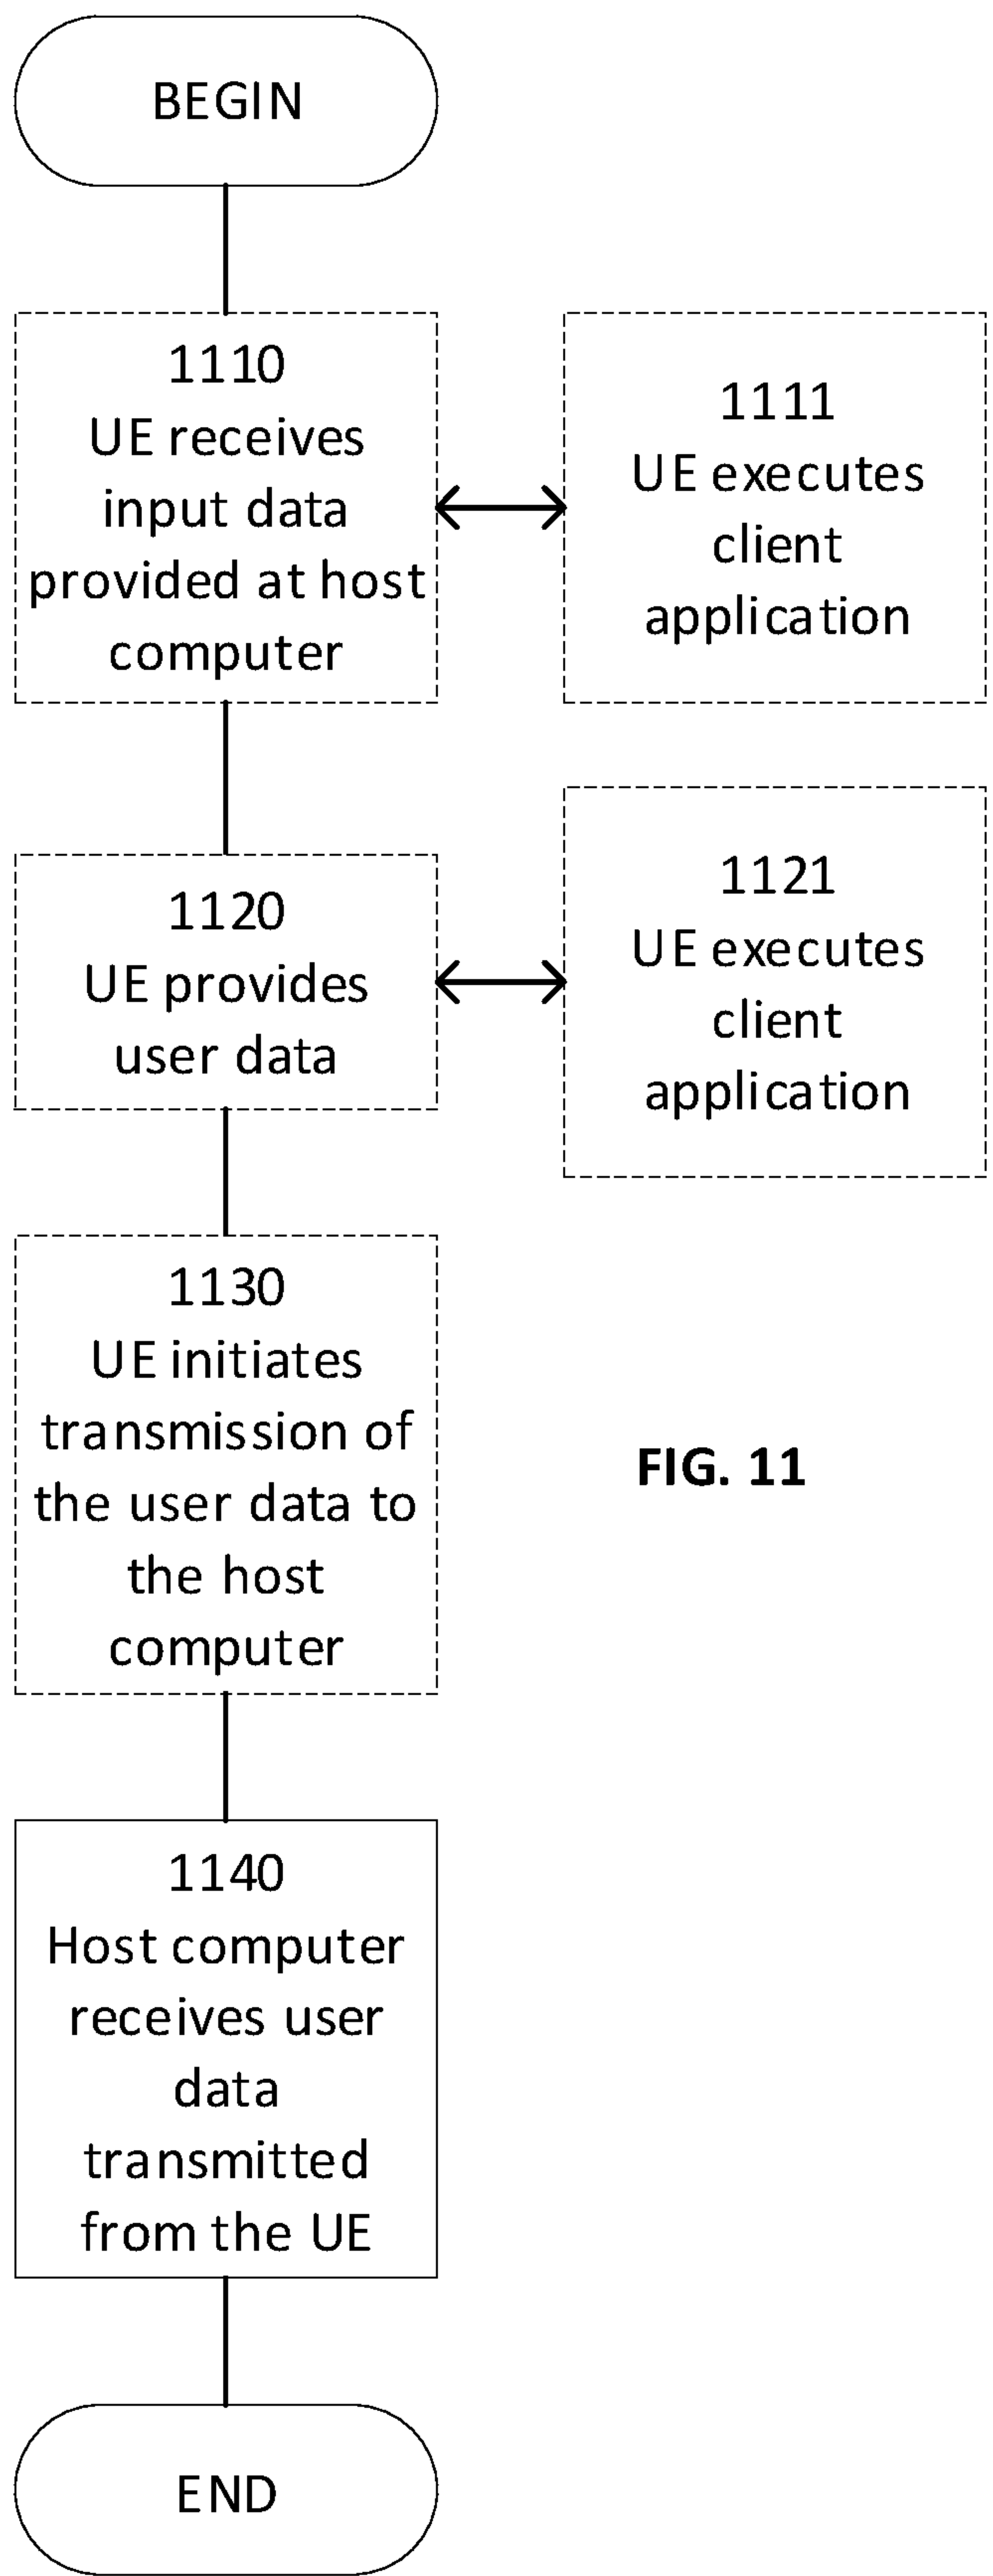 BEGIN
1110
UE receives
input data
provided at host
computer
1111
UE executes
client
application
1120
UE provides
user data
1121
UE executes
client
application
1130
UE initiates
transmission of
the user data to
the host
computer
FIG. 11
1140
Host computer
receives user
data
transmitted
from the UE
END